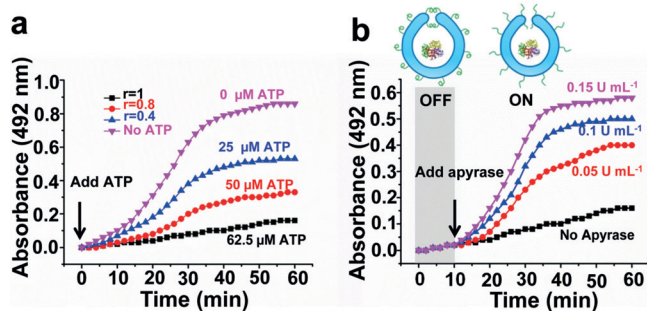 a
Absorbance (492 nm)
1.0
0.8
0.6
0.4
0.2
0.0
r=1
r=0.8
r=0.4
No ATP
0 µM ATP
25 µM ATP
50 µM ATP
62.5 µM ATP
Add ATP
0 10 20 30 40 50 60
Time (min)
b
OFF
ON
Absorbance (492 nm)
0.6
0.5
0.4
0.3
0.2
0.1
0.0
0.15 U mL⁻¹
0.1 U mL⁻¹
0.05 U mL⁻¹
Add apyrase
No Apyrase
0 10 20 30 40 50 60
Time (min)